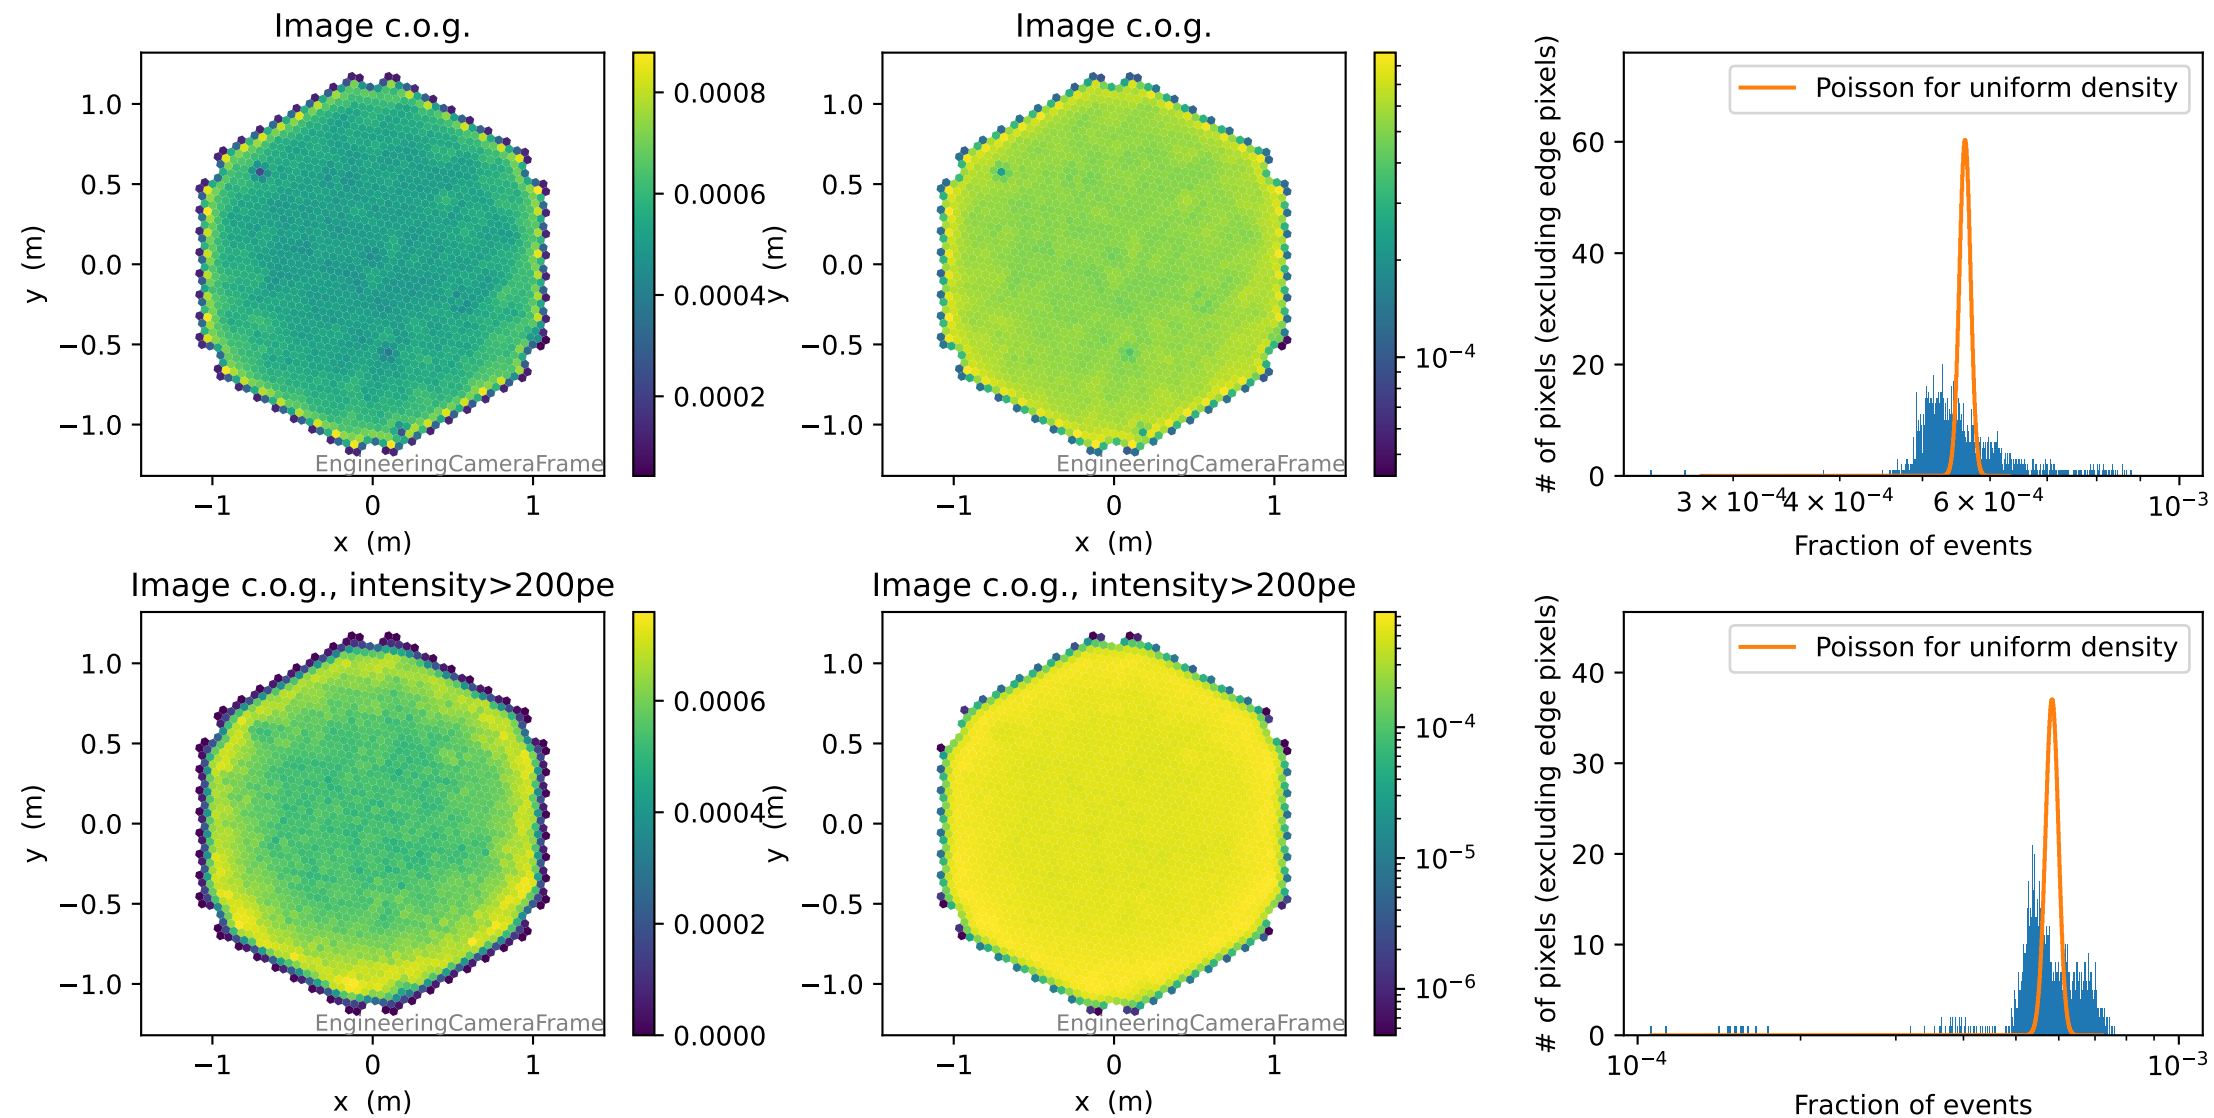 Image c.o.g.
1.0
0.5
0.0
−0.5
−1.0
y (m)
−1
0
1
x (m)
EngineeringCameraFrame
0.0008
0.0006
0.0004
0.0002
Image c.o.g.
1.0
0.5
0.0
−0.5
−1.0
y (m)
−1
0
1
x (m)
EngineeringCameraFrame
10⁻⁴
Poisson for uniform density
# of pixels (excluding edge pixels)
60
40
20
0
3 × 10⁻⁴
4 × 10⁻⁴
6 × 10⁻⁴
10⁻³
Fraction of events
Image c.o.g., intensity>200pe
1.0
0.5
0.0
−0.5
−1.0
y (m)
−1
0
1
x (m)
EngineeringCameraFrame
0.0006
0.0004
0.0002
0.0000
Image c.o.g., intensity>200pe
1.0
0.5
0.0
−0.5
−1.0
y (m)
−1
0
1
x (m)
EngineeringCameraFrame
10⁻⁴
10⁻⁵
10⁻⁶
Poisson for uniform density
# of pixels (excluding edge pixels)
40
30
20
10
0
10⁻⁴
10⁻³
Fraction of events